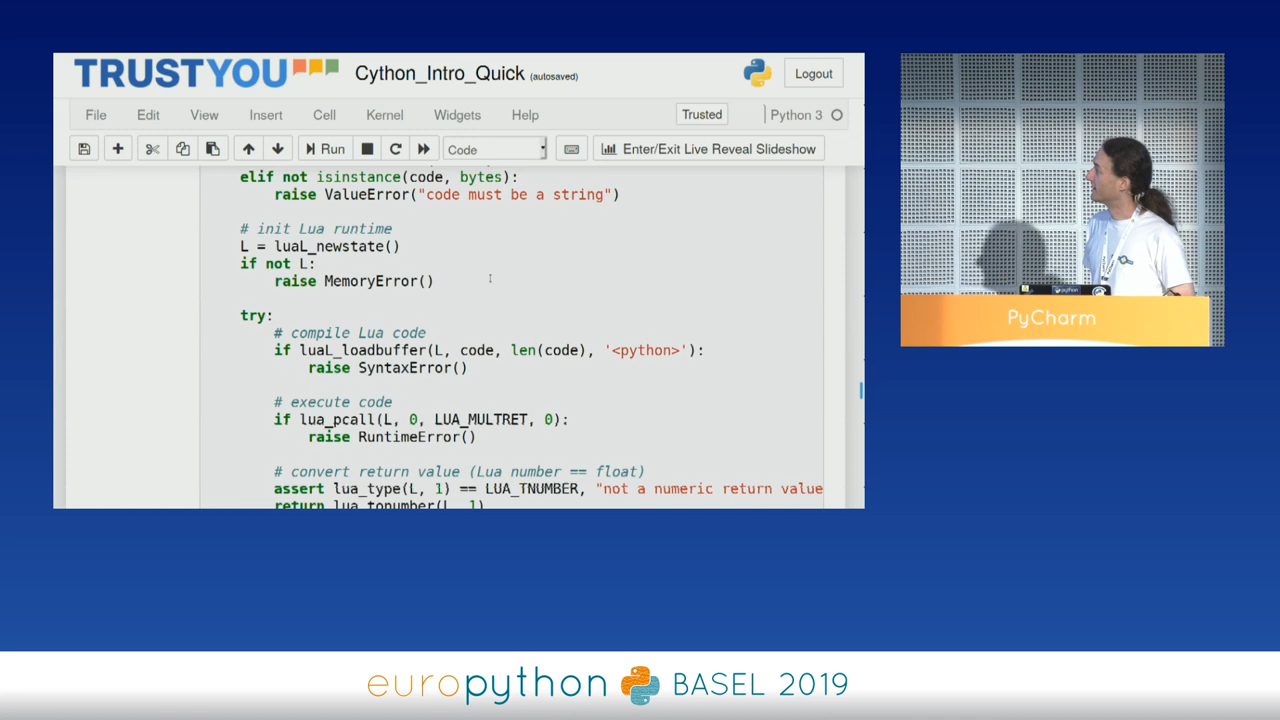 TRUSTYOU Cython_Intro_Quick (autosaved) Logout
File Edit View Insert Cell Kernel Widgets Help Trusted Python 3
Run Code Enter/Exit Live Reveal Slideshow
elif not isinstance(code, bytes):
raise ValueError("code must be a string")
# init Lua runtime
L = luaL_newstate()
if not L:
raise MemoryError()
try:
# compile Lua code
if luaL_loadbuffer(L, code, len(code), '<python>'):
raise SyntaxError()
# execute code
if lua_pcall(L, 0, LUA_MULTRET, 0):
raise RuntimeError()
# convert return value (Lua number == float)
assert lua_type(L, 1) == LUA_TNUMBER, "not a numeric return value
return lua_tonumber(L, 1)
python
PyCharm
europython BASEL 2019